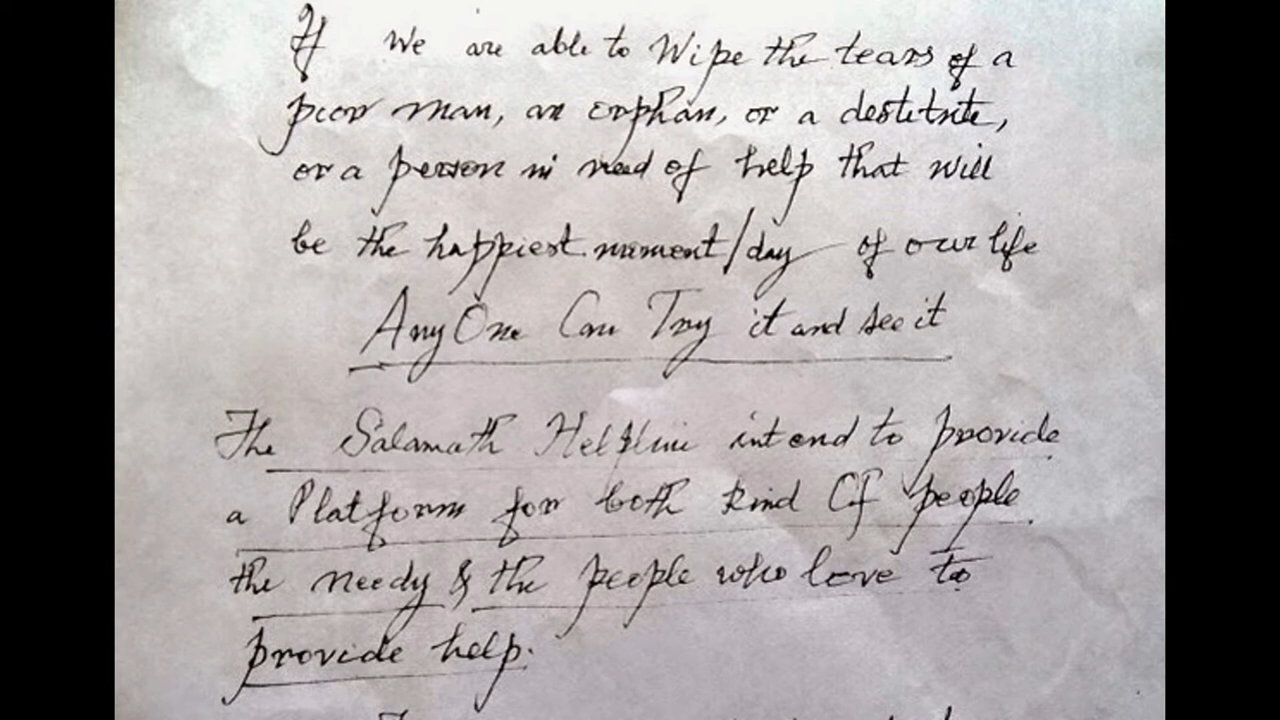 If We are able to Wipe the tears of a
poor man, an orphan, or a destitute,
or a person in need of help that will
be the happiest moment/day of our life
Any One Can Try it and see it
The Salamath Helpline intend to provide
a Platform for both kind Of people
the needy & the people who love to
provide help.